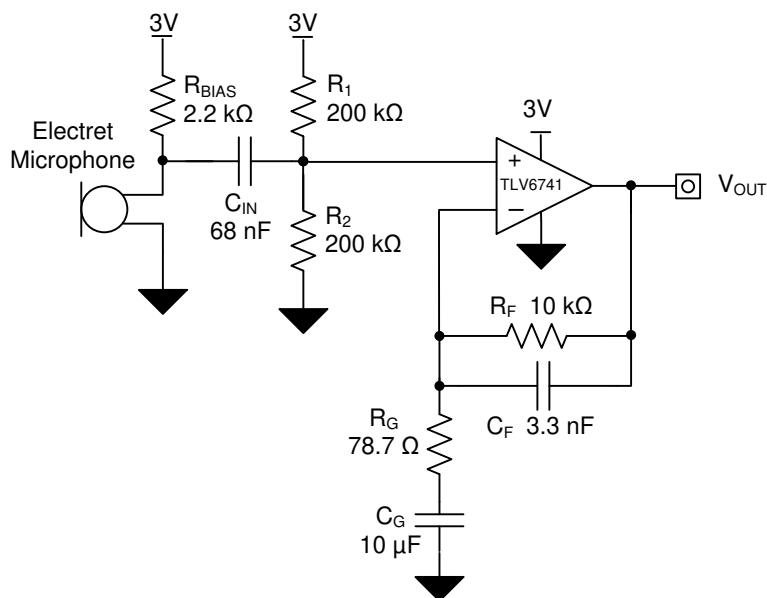 3V
R_BIAS
2.2 kΩ
Electret
Microphone
C_IN
68 nF
3V
R_1
200 kΩ
R_2
200 kΩ
3V
+
TLV6741
−
V_OUT
R_F 10 kΩ
C_F 3.3 nF
R_G
78.7 Ω
C_G
10 µF